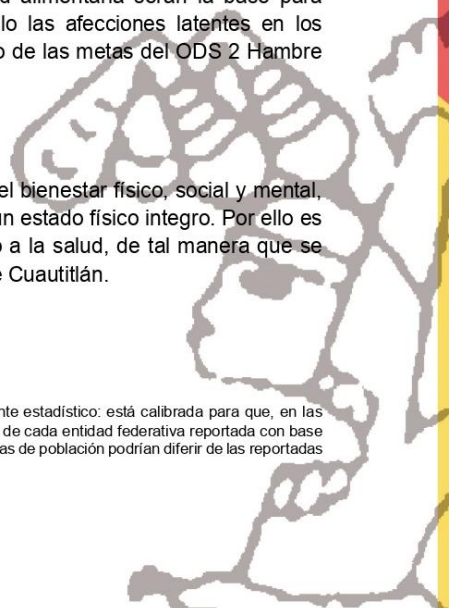 d alimentaria serán la base para
lo las afecciones latentes en los
o de las metas del ODS 2 Hambre
el bienestar físico, social y mental,
un estado físico integro. Por ello es
o a la salud, de tal manera que se
e Cuautitlán.
nte estadístico: está calibrada para que, en las
de cada entidad federativa reportada con base
as de población podrían diferir de las reportadas